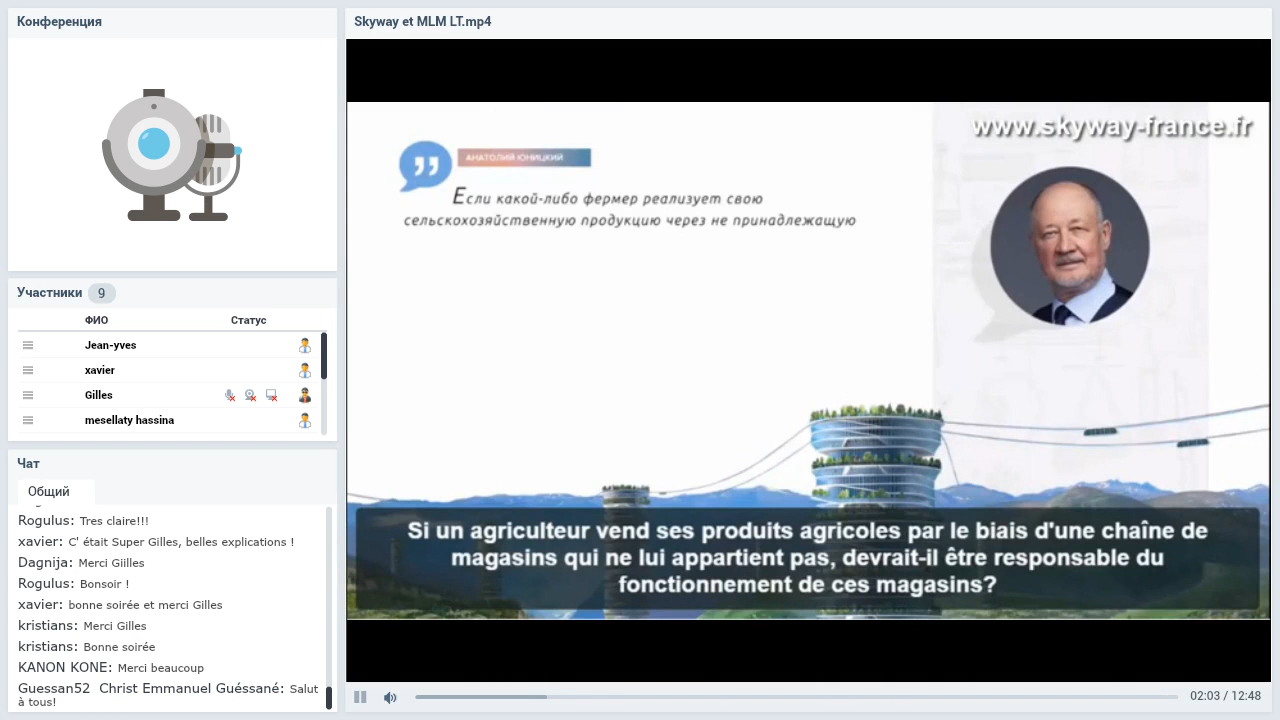 Конференция
Участники 9
ФИО Статус
Jean-yves
xavier
Gilles
mesellaty hassina
Чат
Общий
Rogulus: Tres claire!!!
xavier: C' était Super Gilles, belles explications !
Dagnija: Merci Giilles
Rogulus: Bonsoir !
xavier: bonne soirée et merci Gilles
kristians: Merci Gilles
kristians: Bonne soirée
KANON KONE: Merci beaucoup
Guessan52 Christ Emmanuel Guéssané: Salut
à tous!
Skyway et MLM LT.mp4
www.skyway-france.fr
АНАТОЛИЙ ЮНИЦКИЙ
Если какой-либо фермер реализует свою
сельскохозяйственную продукцию через не принадлежащую
Si un agriculteur vend ses produits agricoles par le biais d'une chaîne de
magasins qui ne lui appartient pas, devrait-il être responsable du
fonctionnement de ces magasins?
02:03 / 12:48